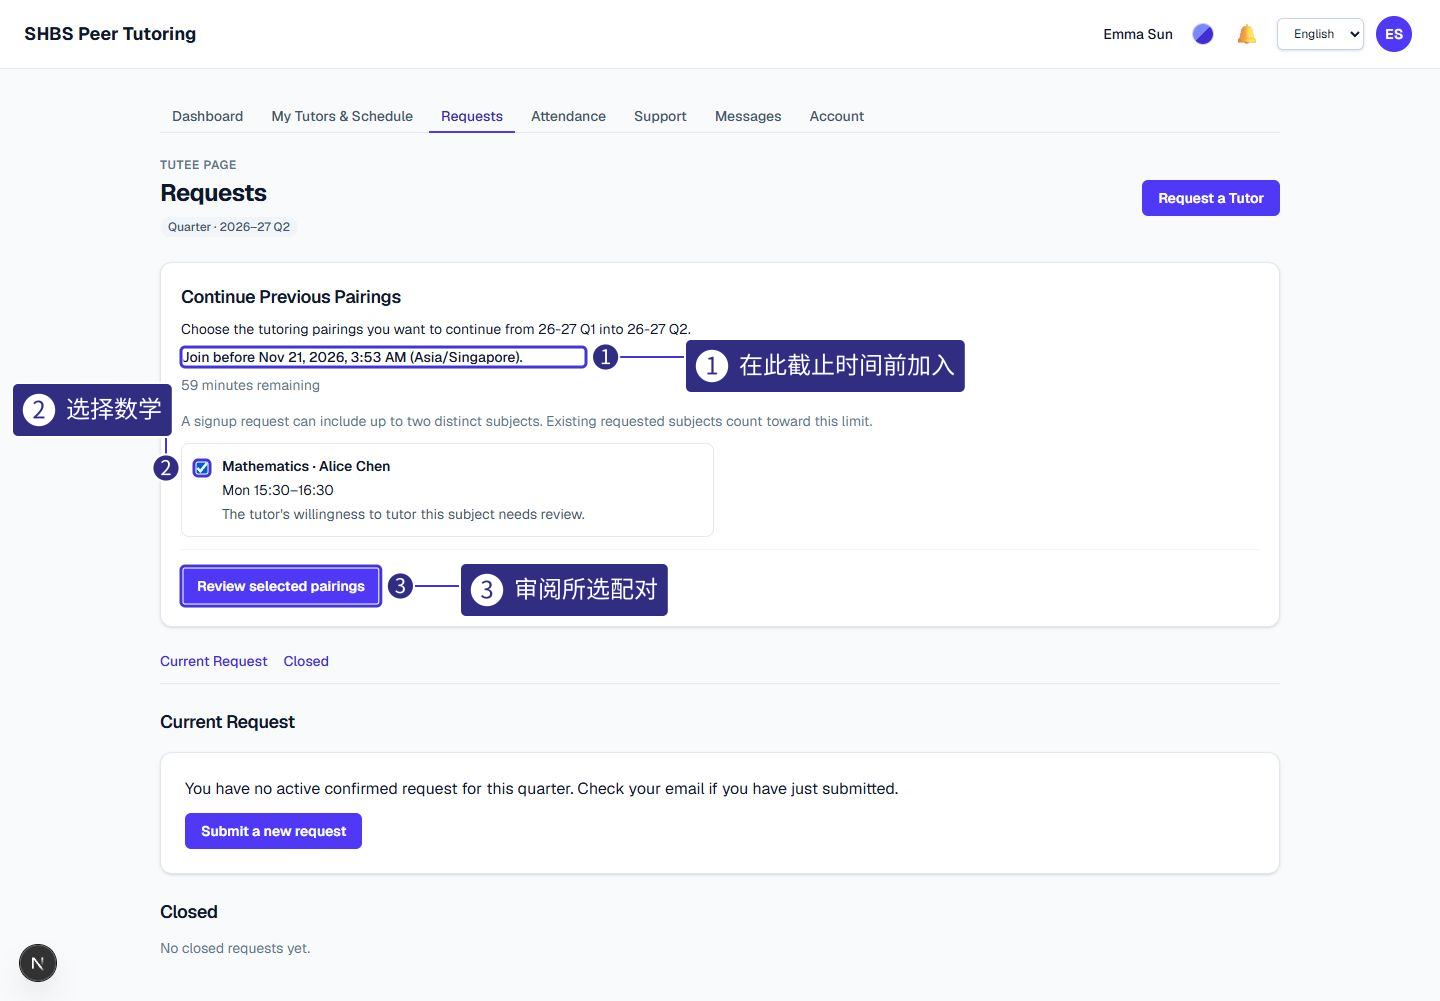 SHBS Peer Tutoring
Emma Sun
English
ES
Dashboard
My Tutors & Schedule
Requests
Attendance
Support
Messages
Account
TUTEE PAGE
Requests
Request a Tutor
Quarter · 2026–27 Q2
Continue Previous Pairings
Choose the tutoring pairings you want to continue from 26-27 Q1 into 26-27 Q2.
Join before Nov 21, 2026, 3:53 AM (Asia/Singapore).
1
1 在此截止时间前加入
59 minutes remaining
2 选择数学
A signup request can include up to two distinct subjects. Existing requested subjects count toward this limit.
2
Mathematics · Alice Chen
Mon 15:30–16:30
The tutor's willingness to tutor this subject needs review.
Review selected pairings
3
3 审阅所选配对
Current Request
Closed
Current Request
You have no active confirmed request for this quarter. Check your email if you have just submitted.
Submit a new request
Closed
No closed requests yet.
N